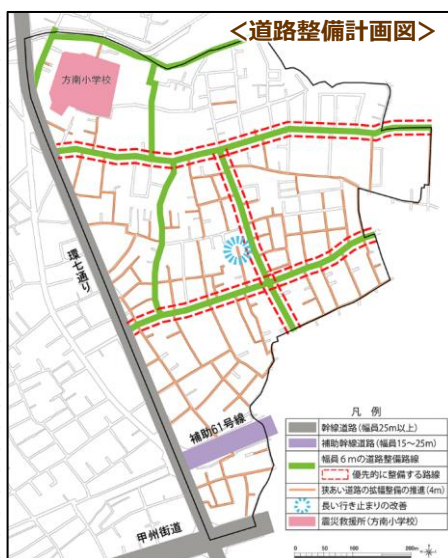 ＜道路整備計画図＞
方南小学校
環七通り
補助61号線
甲州街道
凡例
幹線道路（幅員25m以上）
補助幹線道路（幅員15～25m）
幅員６ｍの道路整備路線
優先的に整備する路線
狭あい道路の拡幅整備の推進（4m）
長い行き止まりの改善
震災救援所（方南小学校）
0 50 100 200m